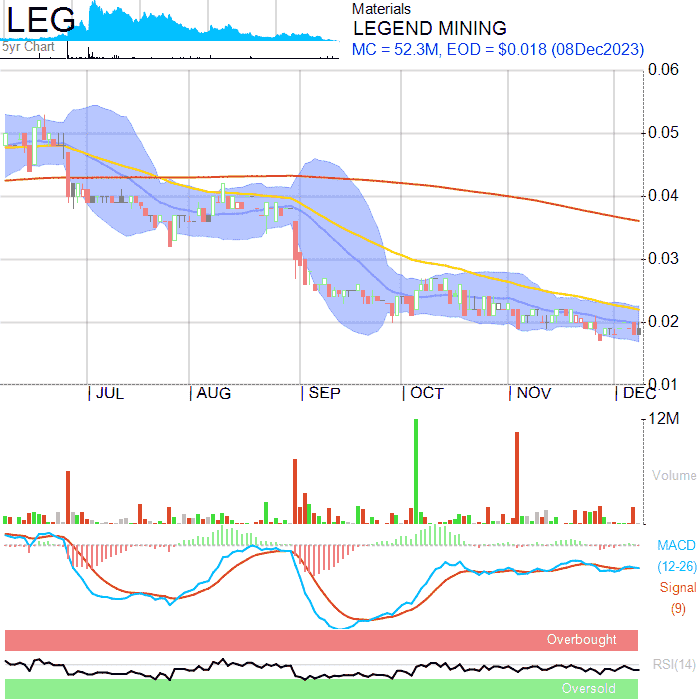 LEG
5yr Chart
Materials
LEGEND MINING
MC = 52.3M, EOD = $0.018 (08Dec2023)
0.06
0.05
0.04
0.03
0.02
0.01
JUL AUG SEP OCT NOV DEC
12M
Volume
MACD
(12-26)
Signal
(9)
Overbought
RSI(14)
Oversold